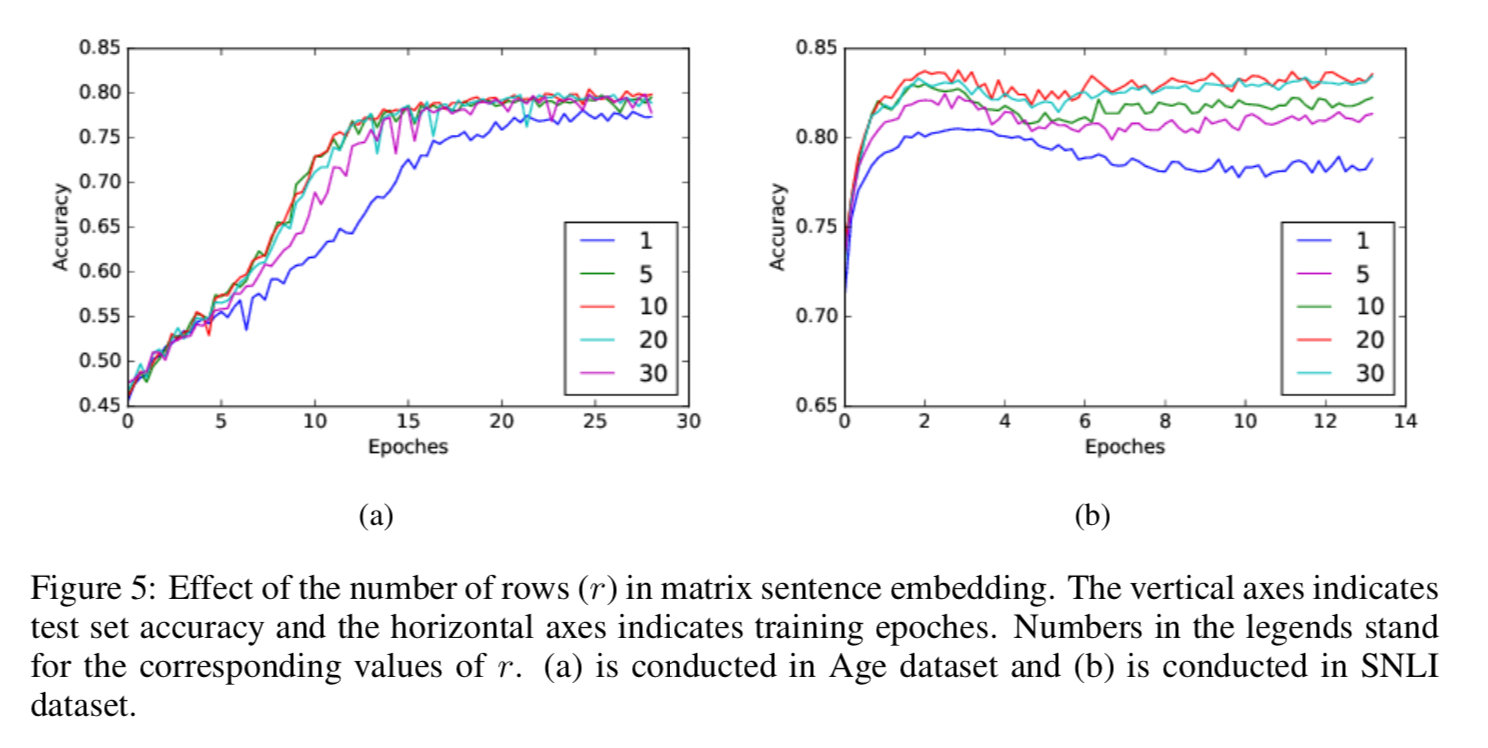 0.85
0.80
0.75
0.70
0.65
0.60
0.55
0.50
0.45
Accuracy
0 5 10 15 20 25 30
Epoches
1
5
10
20
30
(a)
0.85
0.80
0.75
0.70
0.65
Accuracy
0 2 4 6 8 10 12 14
Epoches
1
5
10
20
30
(b)
Figure 5: Effect of the number of rows (r) in matrix sentence embedding. The vertical axes indicates
test set accuracy and the horizontal axes indicates training epoches. Numbers in the legends stand
for the corresponding values of r. (a) is conducted in Age dataset and (b) is conducted in SNLI
dataset.